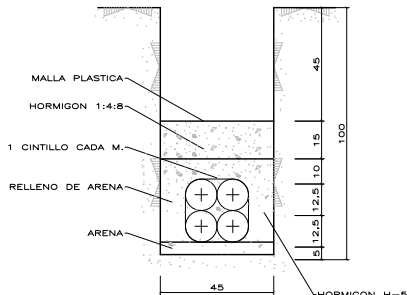 MALLA PLASTICA
HORMIGON 1:4:8
1 CINTILLO CADA M.
RELLENO DE ARENA
ARENA
45
15
10
12,5
12,5
5
100
45
HORMIGON H-5